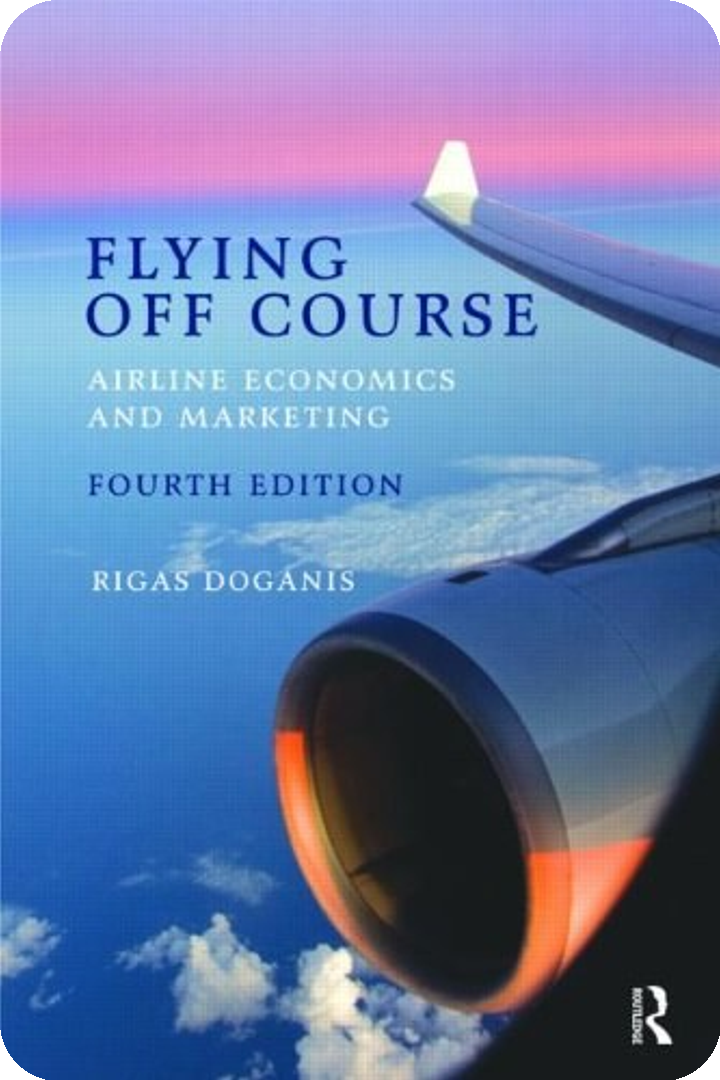 FLYING
OFF COURSE
AIRLINE ECONOMICS
AND MARKETING
FOURTH EDITION
RIGAS DOGANIS
ROUTLEDGE